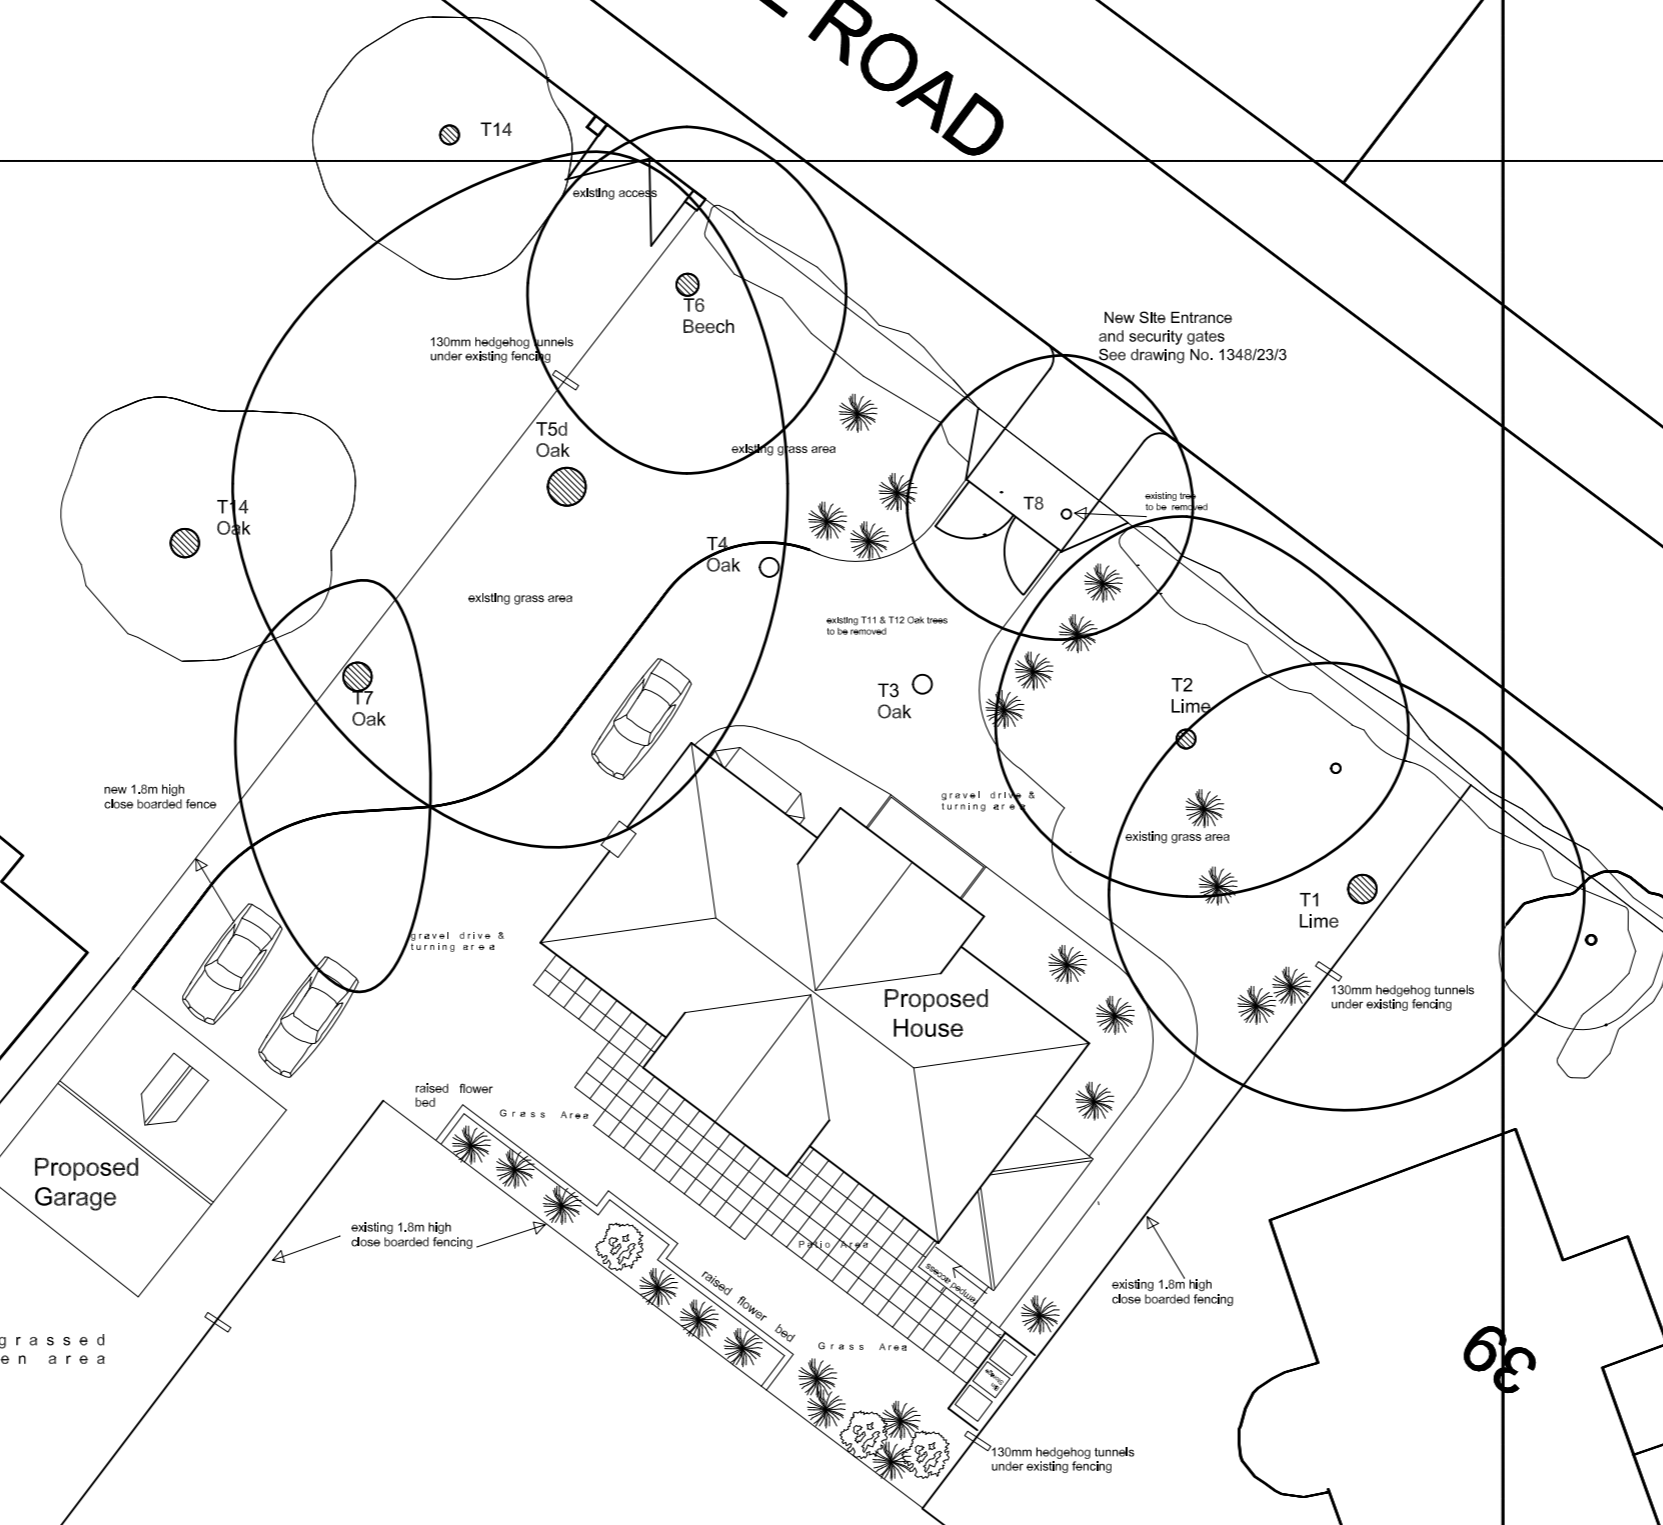 ROAD
T14
existing access
T6
Beech
New SIte Entrance
and security gates
See drawing No. 1348/23/3
130mm hedgehog tunnels
under existing fencing
T5d
Oak
existing grass area
T14
Oak
T8
existing tree
to be removed
T4
Oak
existing grass area
existing T11 & T12 Oak trees
to be removed
T7
Oak
T3
Oak
T2
Lime
new 1.8m high
close boarded fence
gravel drive &
turning area
existing grass area
T1
Lime
gravel drive &
turning area
130mm hedgehog tunnels
under existing fencing
Proposed
House
raised flower
bed
Grass Area
Proposed
Garage
existing 1.8m high
close boarded fencing
Patio Area
ramped access
raised flower bed
existing 1.8m high
close boarded fencing
grassed
en area
Grass Area
39
130mm hedgehog tunnels
under existing fencing